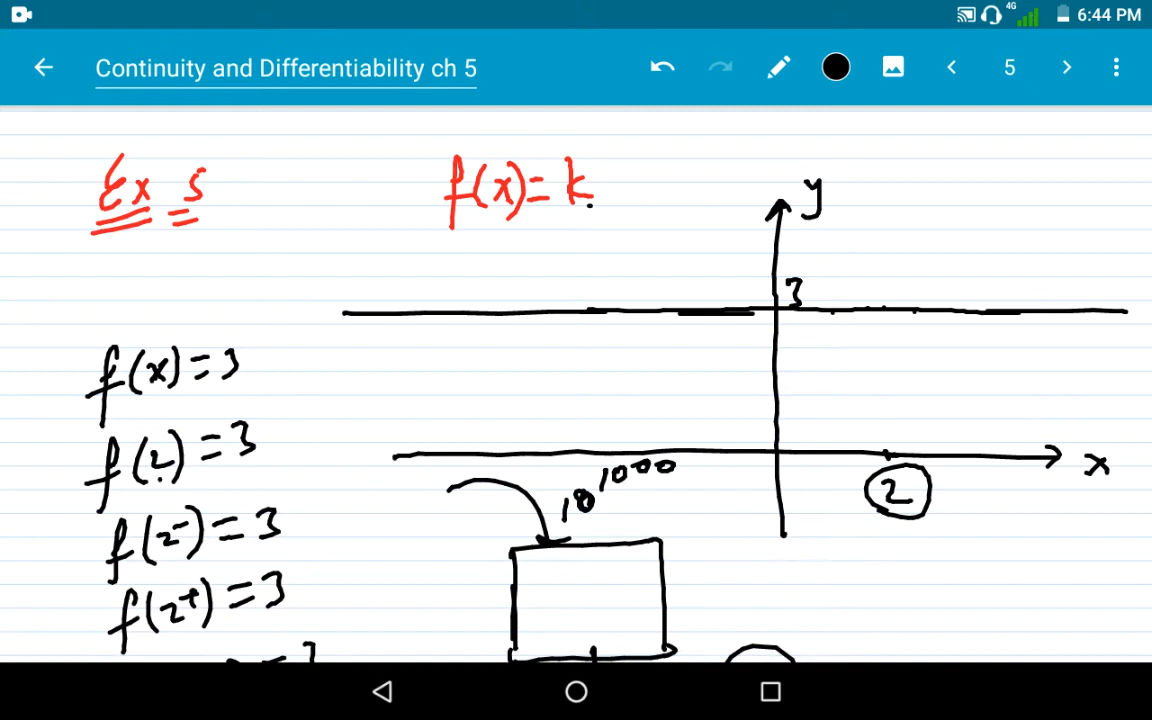 4G 6:44 PM
Continuity and Differentiability ch 5 5
Ex 5
f(x)= k
y
3
f(x)=3
f(2)=3
x
2
10^1000
f(2⁻)=3
f(2⁺)=3